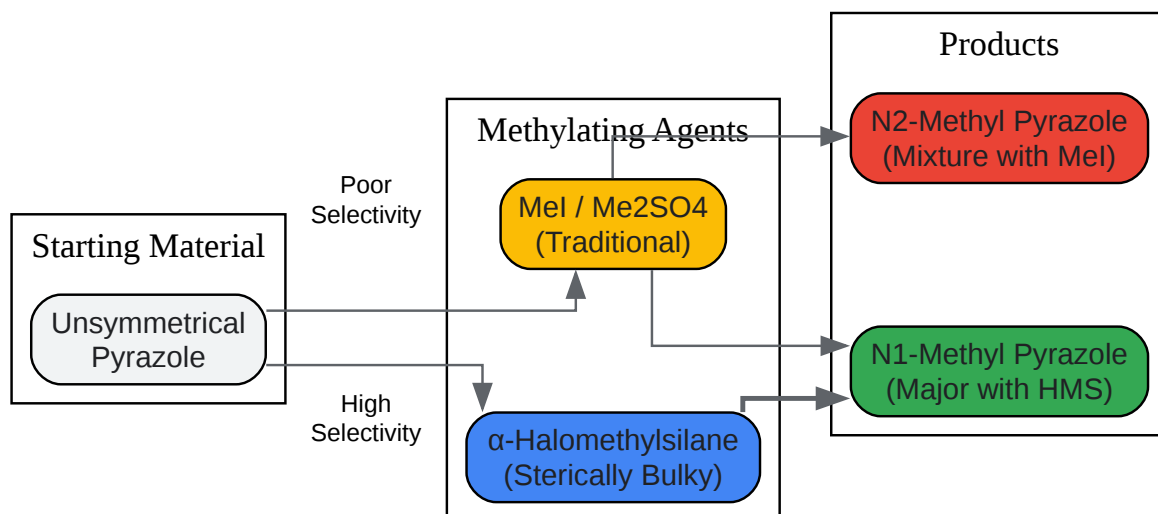 Starting Material
Unsymmetrical
Pyrazole
Poor
Selectivity
High
Selectivity
Methylating Agents
MeI / Me2SO4
(Traditional)
α-Halomethylsilane
(Sterically Bulky)
Products
N2-Methyl Pyrazole
(Mixture with MeI)
N1-Methyl Pyrazole
(Major with HMS)